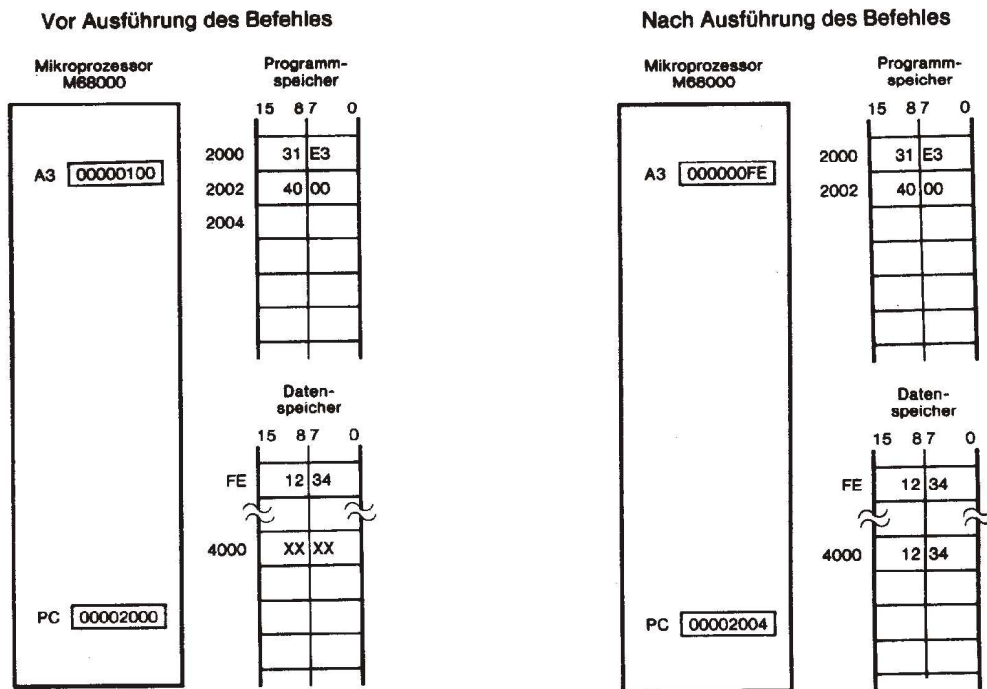 Vor Ausführung des Befehles
Mikroprozessor
M68000
Programm-
speicher
15 8 7 0
A3 00000100
2000 31 E3
2002 40 00
2004
Daten-
speicher
15 8 7 0
FE 12 34
4000 XX XX
PC 00002000
Nach Ausführung des Befehles
Mikroprozessor
M68000
Programm-
speicher
15 8 7 0
A3 000000FE
2000 31 E3
2002 40 00
Daten-
speicher
15 8 7 0
FE 12 34
4000 12 34
PC 00002004